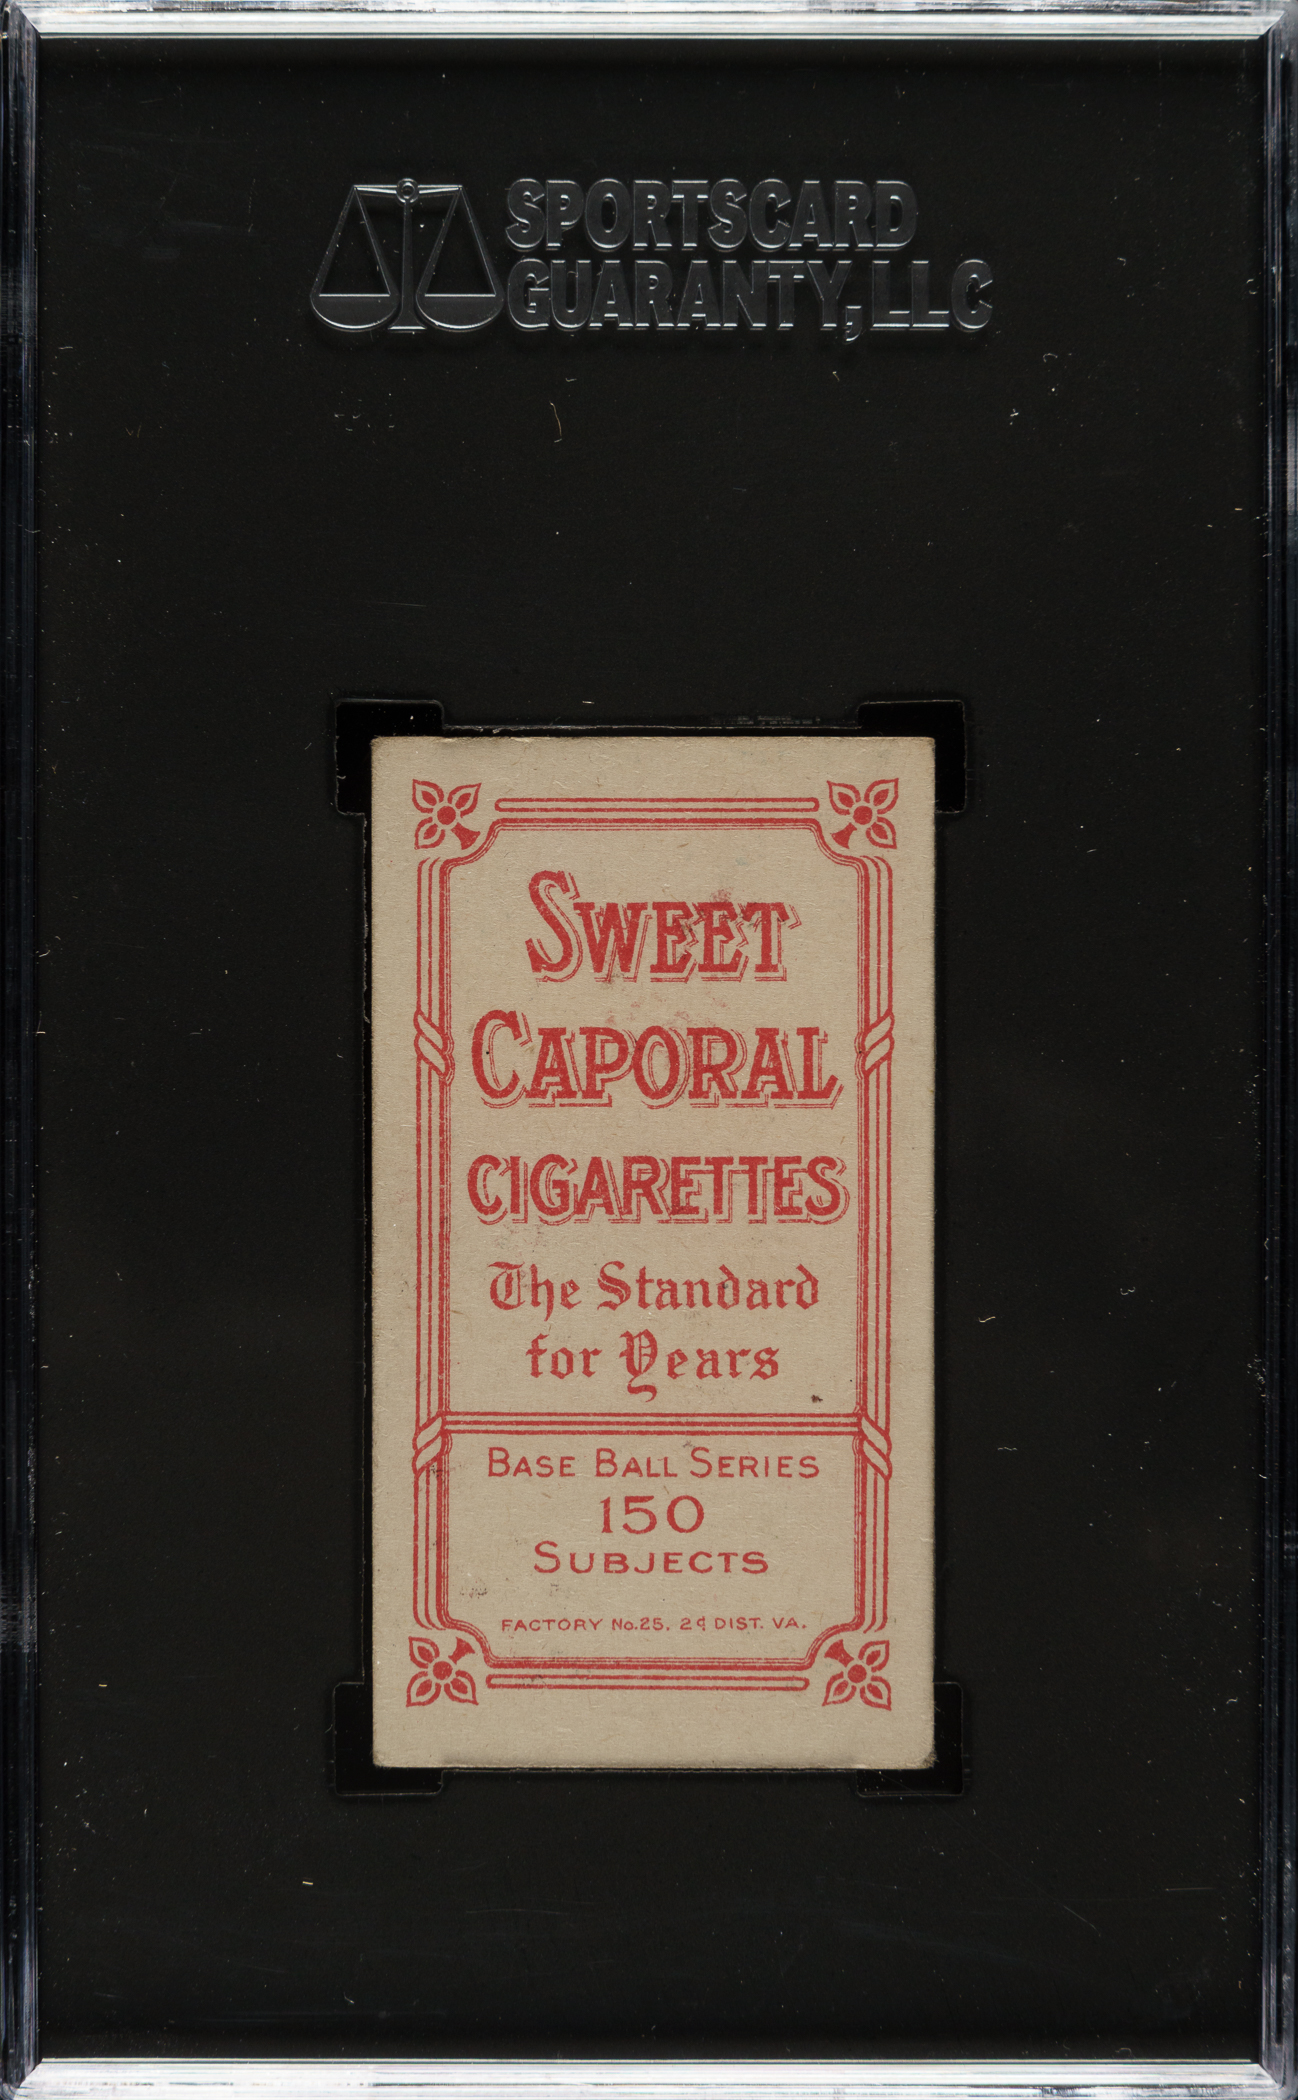 SPORTSCARD
GUARANTY, LLC
SWEET
CAPORAL
CIGARETTES
The Standard
for Years
BASE BALL SERIES
150
SUBJECTS
FACTORY No.25, 2d DIST. VA.